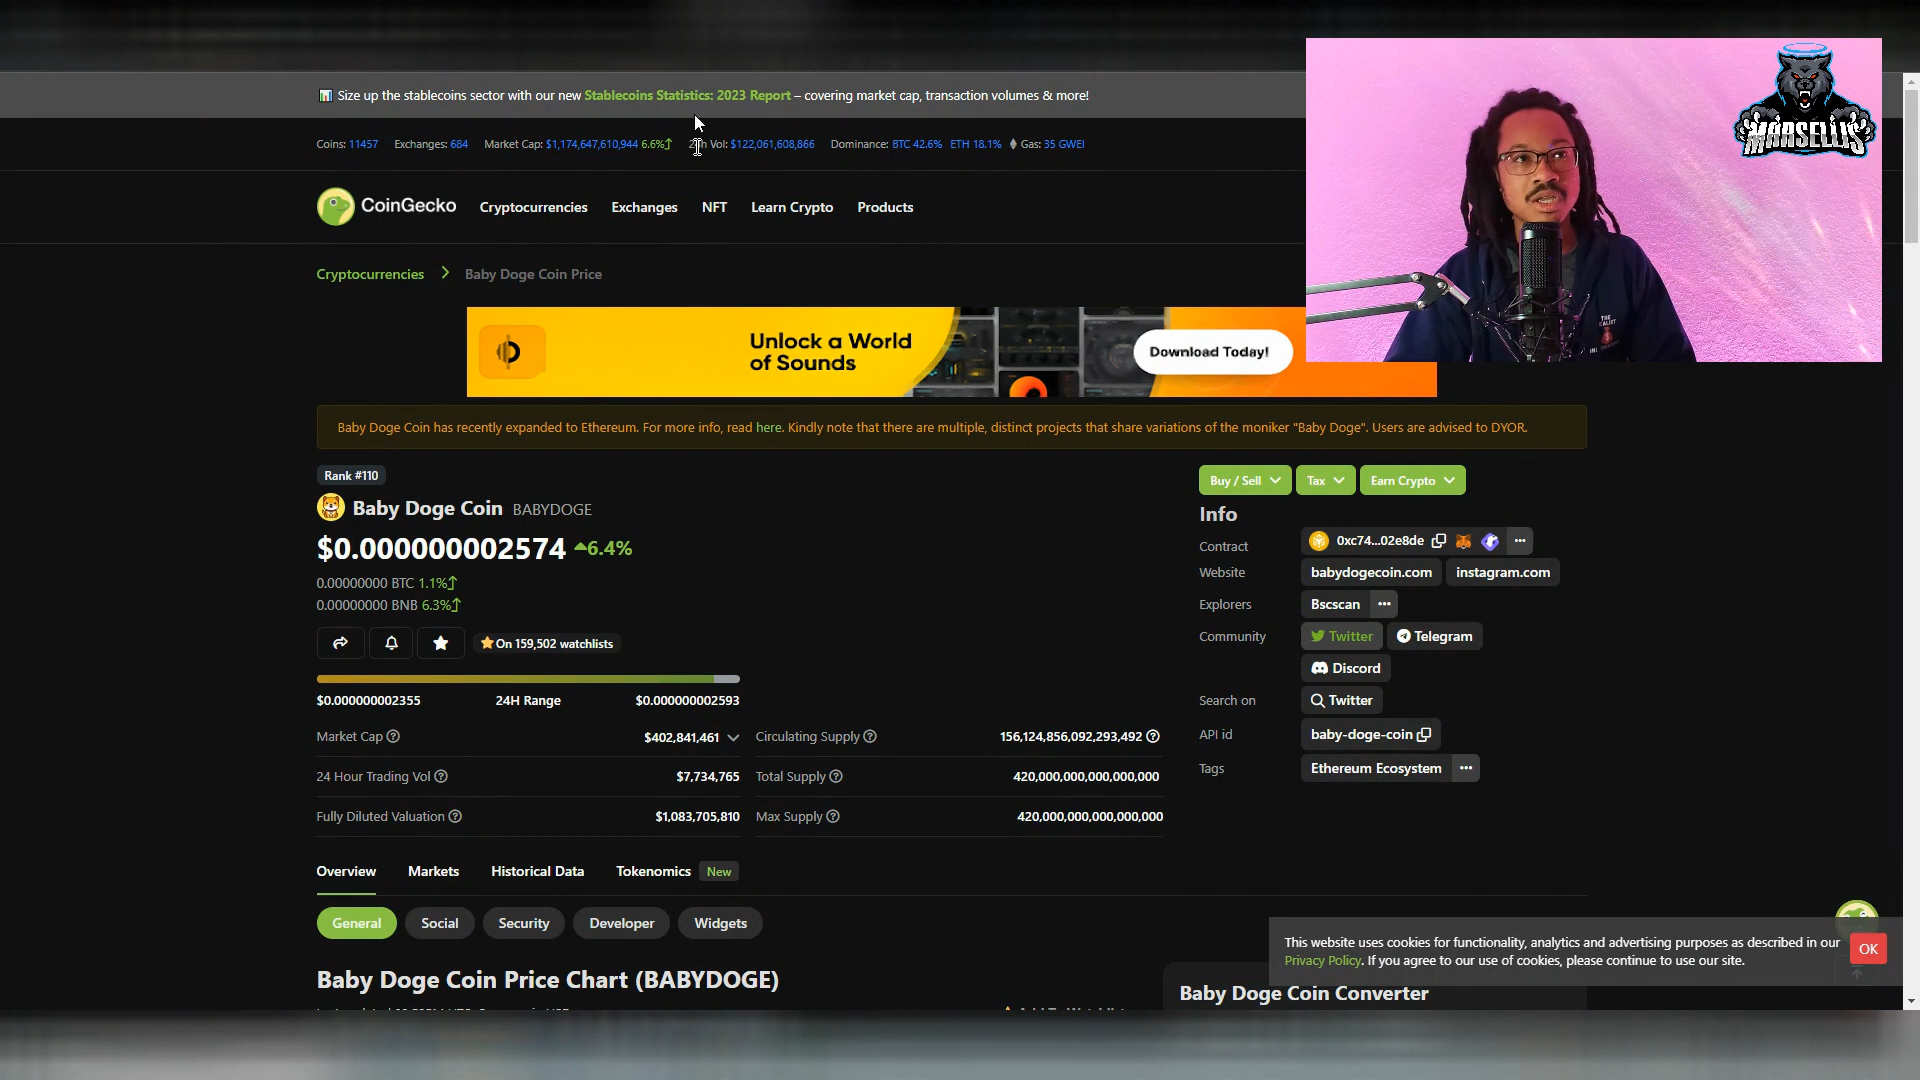 Size up the stablecoins sector with our new Stablecoins Statistics: 2023 Report – covering market cap, transaction volumes & more!
Coins: 11457 Exchanges: 684 Market Cap: $1,174,647,610,944 6.6% Vol: $122,061,608,866 Dominance: BTC 42.6% ETH 18.1% Gas: 35 GWEI
MARSELLIS
CoinGecko Cryptocurrencies Exchanges NFT Learn Crypto Products
Cryptocurrencies > Baby Doge Coin Price
Unlock a World
of Sounds
Download Today!
THE
Baby Doge Coin has recently expanded to Ethereum. For more info, read here. Kindly note that there are multiple, distinct projects that share variations of the moniker "Baby Doge". Users are advised to DYOR.
Rank #110
Baby Doge Coin BABYDOGE
$0.000000002574 6.4%
0.00000000 BTC 1.1%
0.00000000 BNB 6.3%
On 159,502 watchlists
$0.000000002355 24H Range $0.000000002593
Market Cap $402,841,461
24 Hour Trading Vol $7,734,765
Fully Diluted Valuation $1,083,705,810
Circulating Supply 156,124,856,092,293,492
Total Supply 420,000,000,000,000,000
Max Supply 420,000,000,000,000,000
Buy / Sell Tax Earn Crypto
Info
Contract 0xc74...02e8de
Website babydogecoin.com instagram.com
Explorers Bscscan
Community Twitter Telegram
Discord
Search on Twitter
API id baby-doge-coin
Tags Ethereum Ecosystem
Overview Markets Historical Data Tokenomics New
General Social Security Developer Widgets
Baby Doge Coin Price Chart (BABYDOGE)
This website uses cookies for functionality, analytics and advertising purposes as described in our
Privacy Policy. If you agree to our use of cookies, please continue to use our site.
OK
Baby Doge Coin Converter